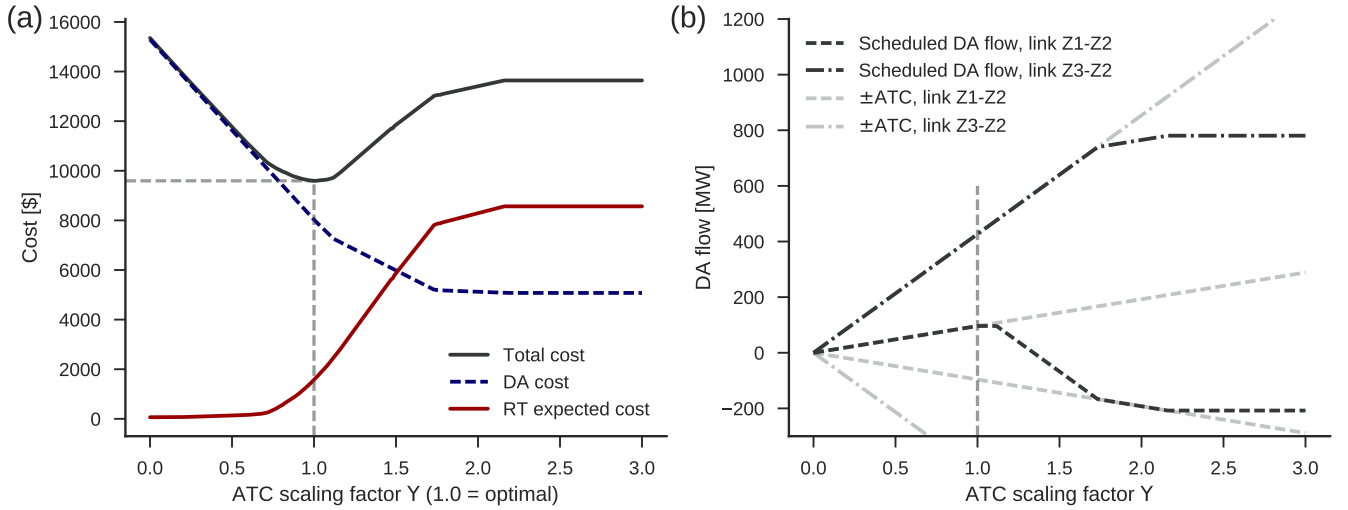 (a)
16000
14000
12000
10000
8000
6000
4000
2000
0
Cost [$]
Total cost
DA cost
RT expected cost
0.0 0.5 1.0 1.5 2.0 2.5 3.0
ATC scaling factor Y (1.0 = optimal)
(b)
1200
1000
800
600
400
200
0
−200
DA flow [MW]
Scheduled DA flow, link Z1-Z2
Scheduled DA flow, link Z3-Z2
±ATC, link Z1-Z2
±ATC, link Z3-Z2
0.0 0.5 1.0 1.5 2.0 2.5 3.0
ATC scaling factor Y